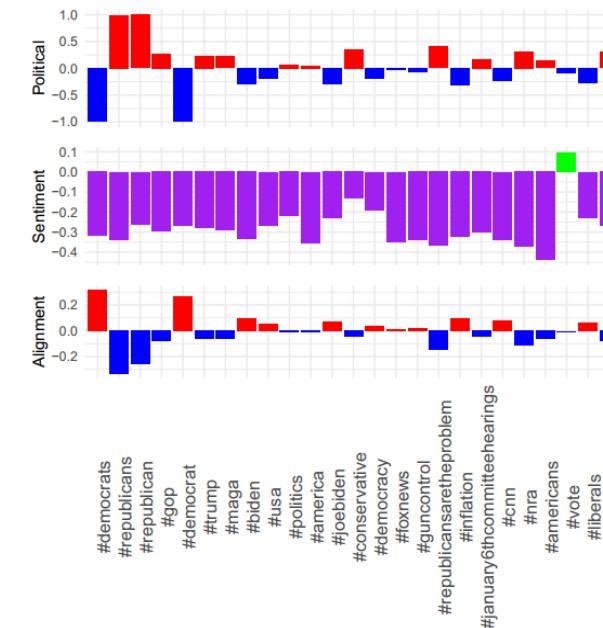 Political
1.0
0.5
0.0
−0.5
−1.0
Sentiment
0.1
0.0
−0.1
−0.2
−0.3
−0.4
Alignment
0.2
0.0
−0.2
#democrats
#republicans
#republican
#gop
#democrat
#trump
#maga
#biden
#usa
#politics
#america
#joebiden
#conservative
#democracy
#foxnews
#guncontrol
#republicansaretheproblem
#inflation
#january6thcommitteehearings
#cnn
#nra
#americans
#vote
#liberals